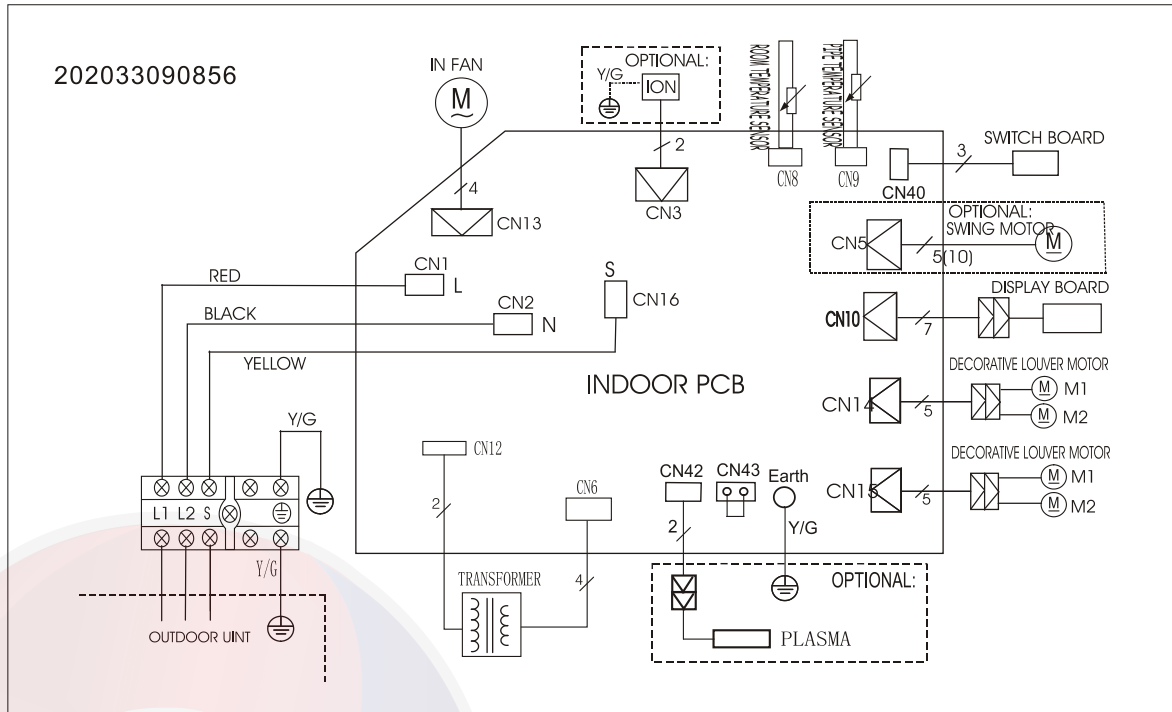 202033090856
IN FAN
M
4
CN13
OPTIONAL:
Y/G
ION
2
CN3
ROOM TEMPERATURE SENSOR
CN8
PIPE TEMPERATURE SENSOR
CN9
CN40
3
SWITCH BOARD
OPTIONAL:
SWING MOTOR
CN5
5(10)
M
RED
CN1
L
BLACK
CN2
N
YELLOW
S
CN16
CN10
7
DISPLAY BOARD
INDOOR PCB
DECORATIVE LOUVER MOTOR
CN14
5
M M1
M M2
DECORATIVE LOUVER MOTOR
CN15
5
M M1
M M2
Y/G
L1 L2 S
Y/G
OUTDOOR UINT
CN12
2
TRANSFORMER
CN6
4
CN42
CN43
Earth
2
Y/G
OPTIONAL:
PLASMA